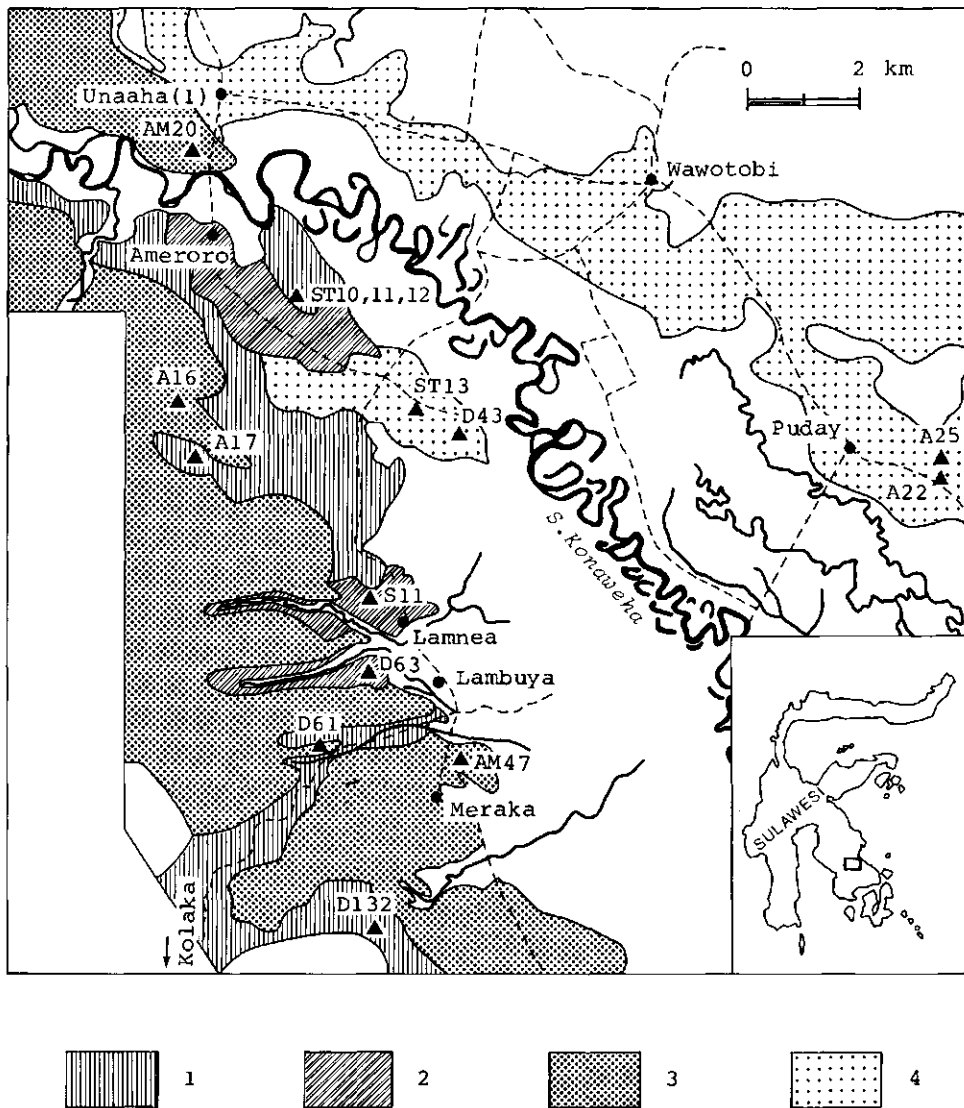 0 2 km
Unaaha(1)
AM20
Wawotobi
Ameroro
ST10,11,12
A16
ST13
D43
A17
Puday
A25
A22
S.Konaweha
S11
Lamnea
D63
Lambuya
D61
AM47
Meraka
SULAWESI
D132
Kolaka
1 2 3 4